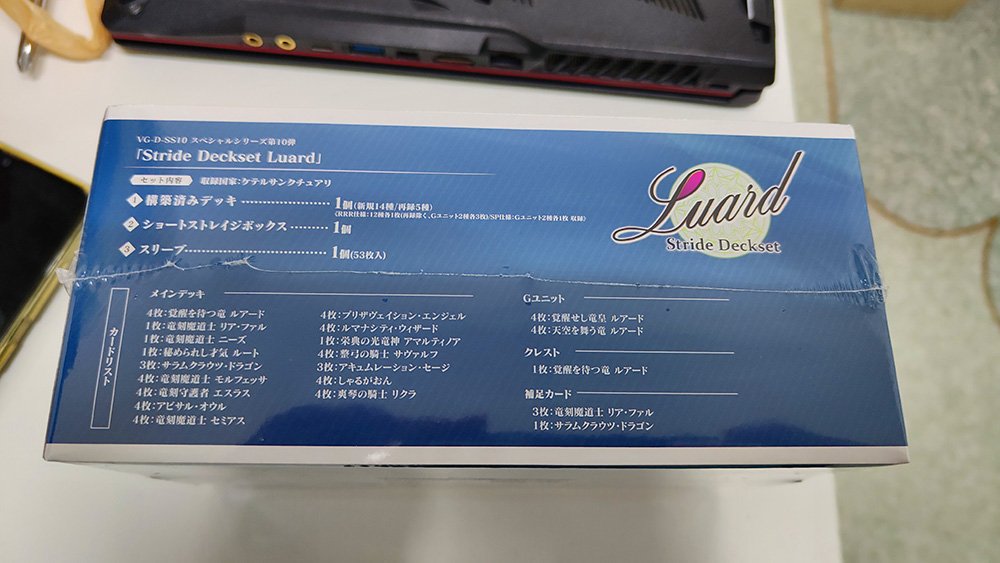 VG-D-SS10 スペシャルシリーズ第10弾
「Stride Deckset Luard」
セット内容 収録国家:ケテルサンクチュアリ
1 構築済みデッキ 1個(新規14種/再録5種)
(RRR仕様:12種各1枚(再録除く、Gユニット2種各3枚)/SP仕様:Gユニット2種各1枚 収録)
2 ショートストレイジボックス 1個
3 スリーブ 1個(53枚入)
Luard
Stride Deckset
カードリスト
メインデッキ
4枚:覚醒を待つ竜 ルアード
1枚:竜刻魔道士 リア・ファル
1枚:竜刻魔道士 ニーズ
1枚:秘められし才気 ルート
3枚:サラムクラウツ・ドラゴン
4枚:竜刻魔道士 モルフェッサ
4枚:竜刻守護者 エスラス
4枚:アビサル・オウル
4枚:竜刻魔道士 セミアス
4枚:ブリザヴェイション・エンジェル
4枚:ルマナシティ・ウィザード
1枚:栄典の光竜神 アマルティノア
4枚:整弓の騎士 サヴァルフ
3枚:アキュムレーション・セージ
4枚:しゃるがおん
4枚:爽琴の騎士 リクラ
Gユニット
4枚:覚醒せし竜皇 ルアード
4枚:天空を舞う竜 ルアード
クレスト
1枚:覚醒を待つ竜 ルアード
補足カード
3枚:竜刻魔道士 リア・ファル
1枚:サラムクラウツ・ドラゴン